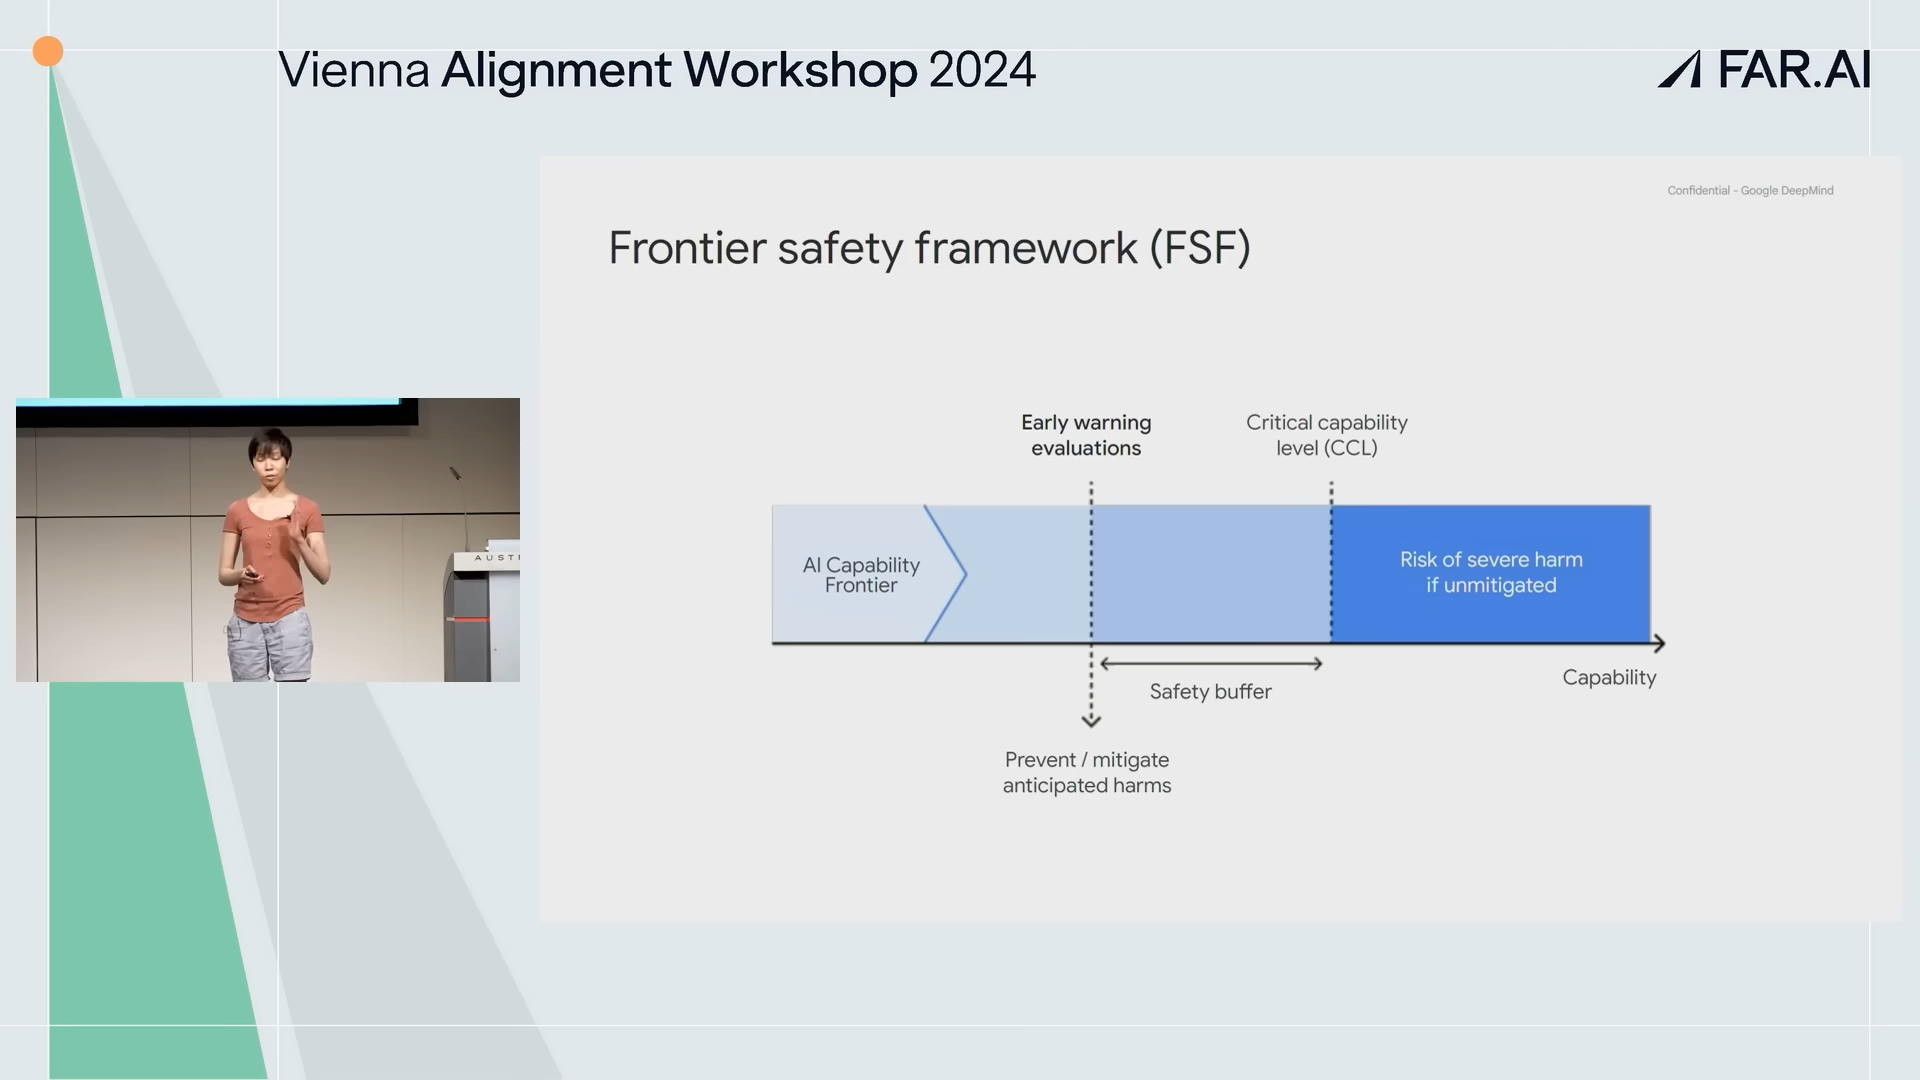 Vienna Alignment Workshop 2024
FAR.AI
Confidential - Google DeepMind
Frontier safety framework (FSF)
Early warning
evaluations
Critical capability
level (CCL)
AI Capability
Frontier
Risk of severe harm
if unmitigated
Capability
Safety buffer
Prevent / mitigate
anticipated harms
AUST